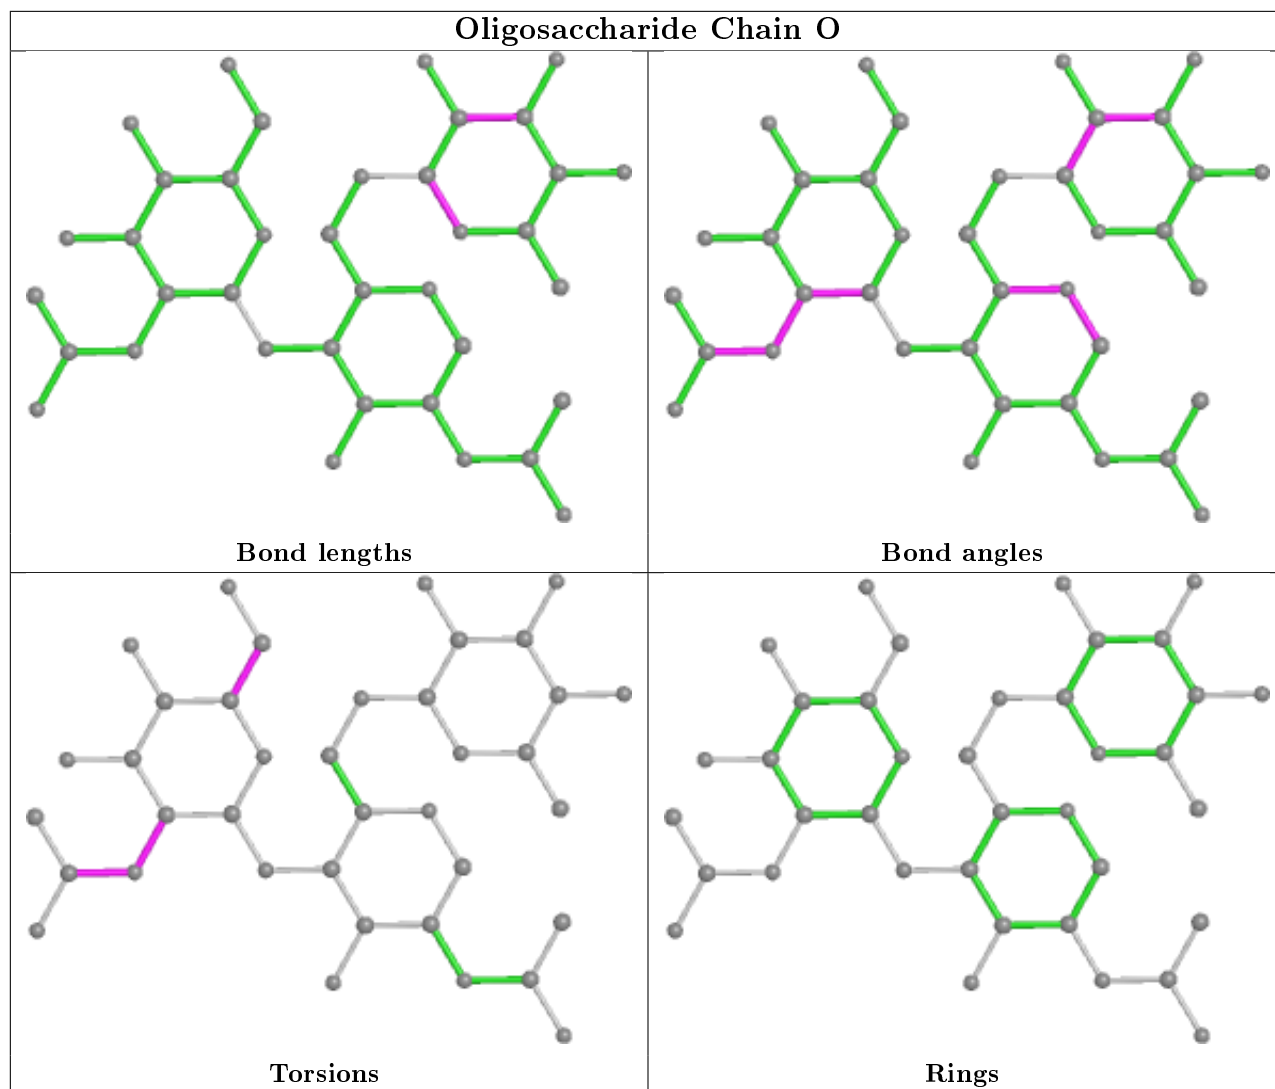 Oligosaccharide Chain O
Bond lengths
Bond angles
Torsions
Rings